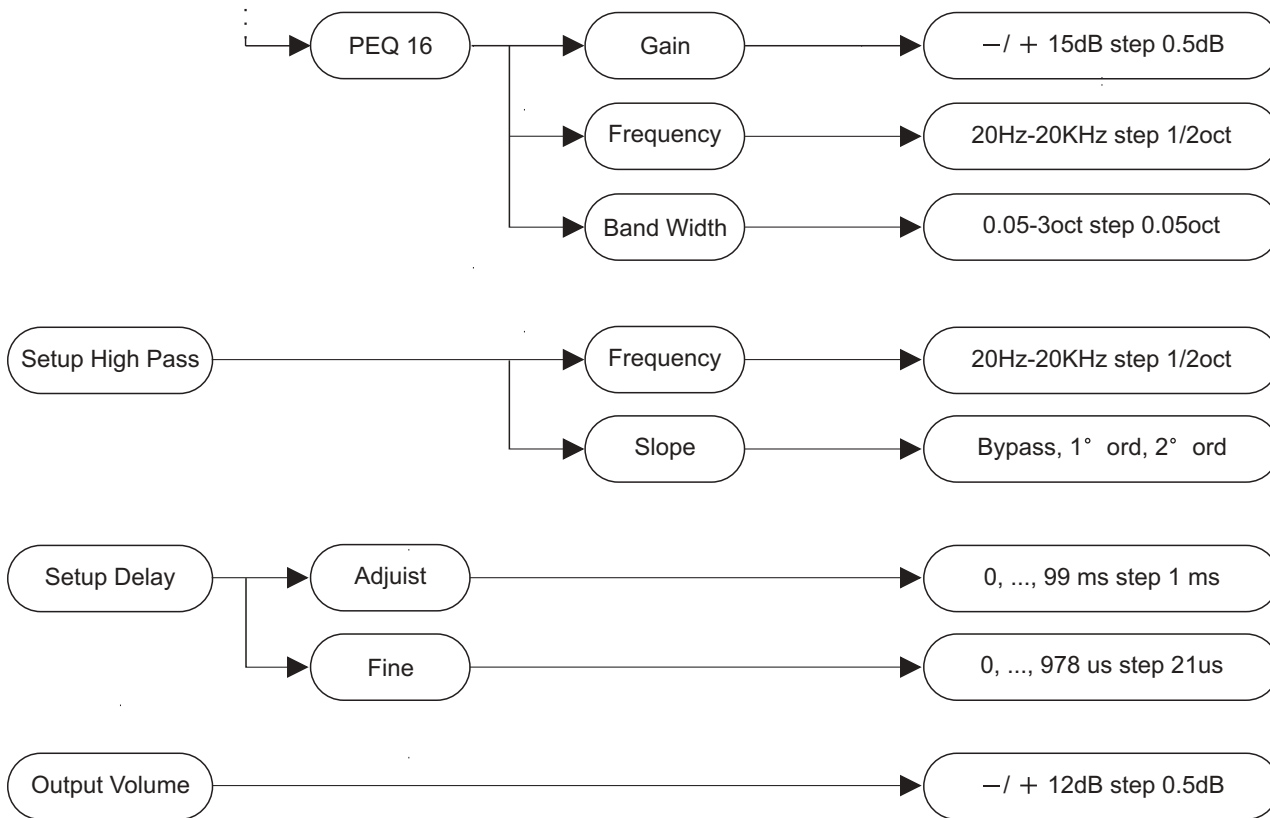 PEQ 16
Gain
−/ + 15dB step 0.5dB
Frequency
20Hz-20KHz step 1/2oct
Band Width
0.05-3oct step 0.05oct
Setup High Pass
Frequency
20Hz-20KHz step 1/2oct
Slope
Bypass, 1° ord, 2° ord
Setup Delay
Adjuist
0, ..., 99 ms step 1 ms
Fine
0, ..., 978 us step 21us
Output Volume
−/ + 12dB step 0.5dB